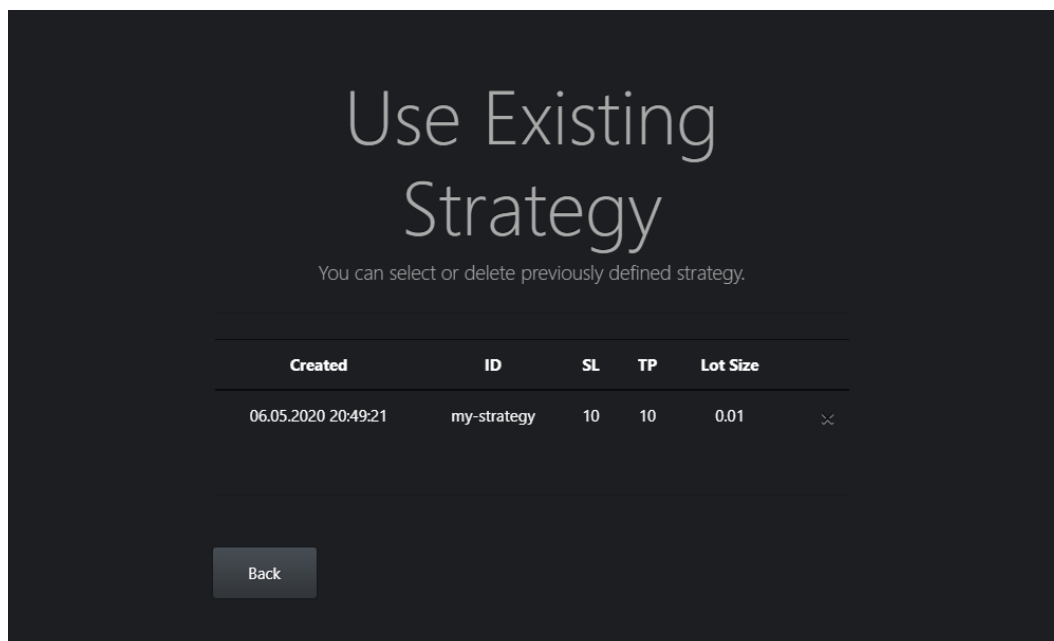 Use Existing
Strategy
You can select or delete previously defined strategy.
Created ID SL TP Lot Size
06.05.2020 20:49:21 my-strategy 10 10 0.01
Back